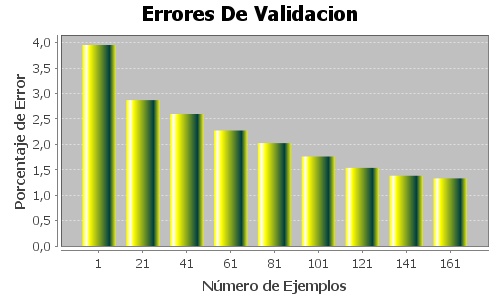 Errores De Validacion
Porcentaje de Error
4,0
3,5
3,0
2,5
2,0
1,5
1,0
0,5
0,0
1 21 41 61 81 101 121 141 161
Número de Ejemplos